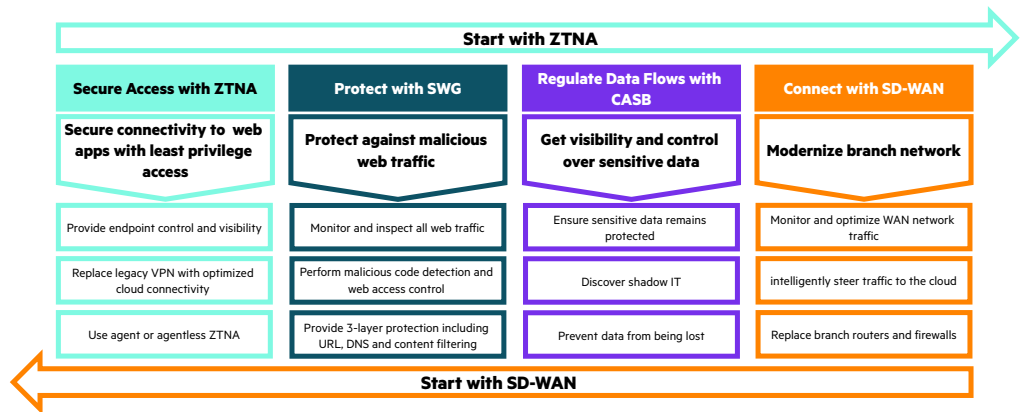 Start with ZTNA
Secure Access with ZTNA
Protect with SWG
Regulate Data Flows with
CASB
Connect with SD-WAN
Secure connectivity to web
apps with least privilege
access
Protect against malicious
web traffic
Get visibility and control
over sensitive data
Modernize branch network
Provide endpoint control and visibility
Monitor and inspect all web traffic
Ensure sensitive data remains
protected
Monitor and optimize WAN network
traffic
Replace legacy VPN with optimized
cloud connectivity
Perform malicious code detection and
web access control
Discover shadow IT
intelligently steer traffic to the cloud
Use agent or agentless ZTNA
Provide 3-layer protection including
URL, DNS and content filtering
Prevent data from being lost
Replace branch routers and firewalls
Start with SD-WAN